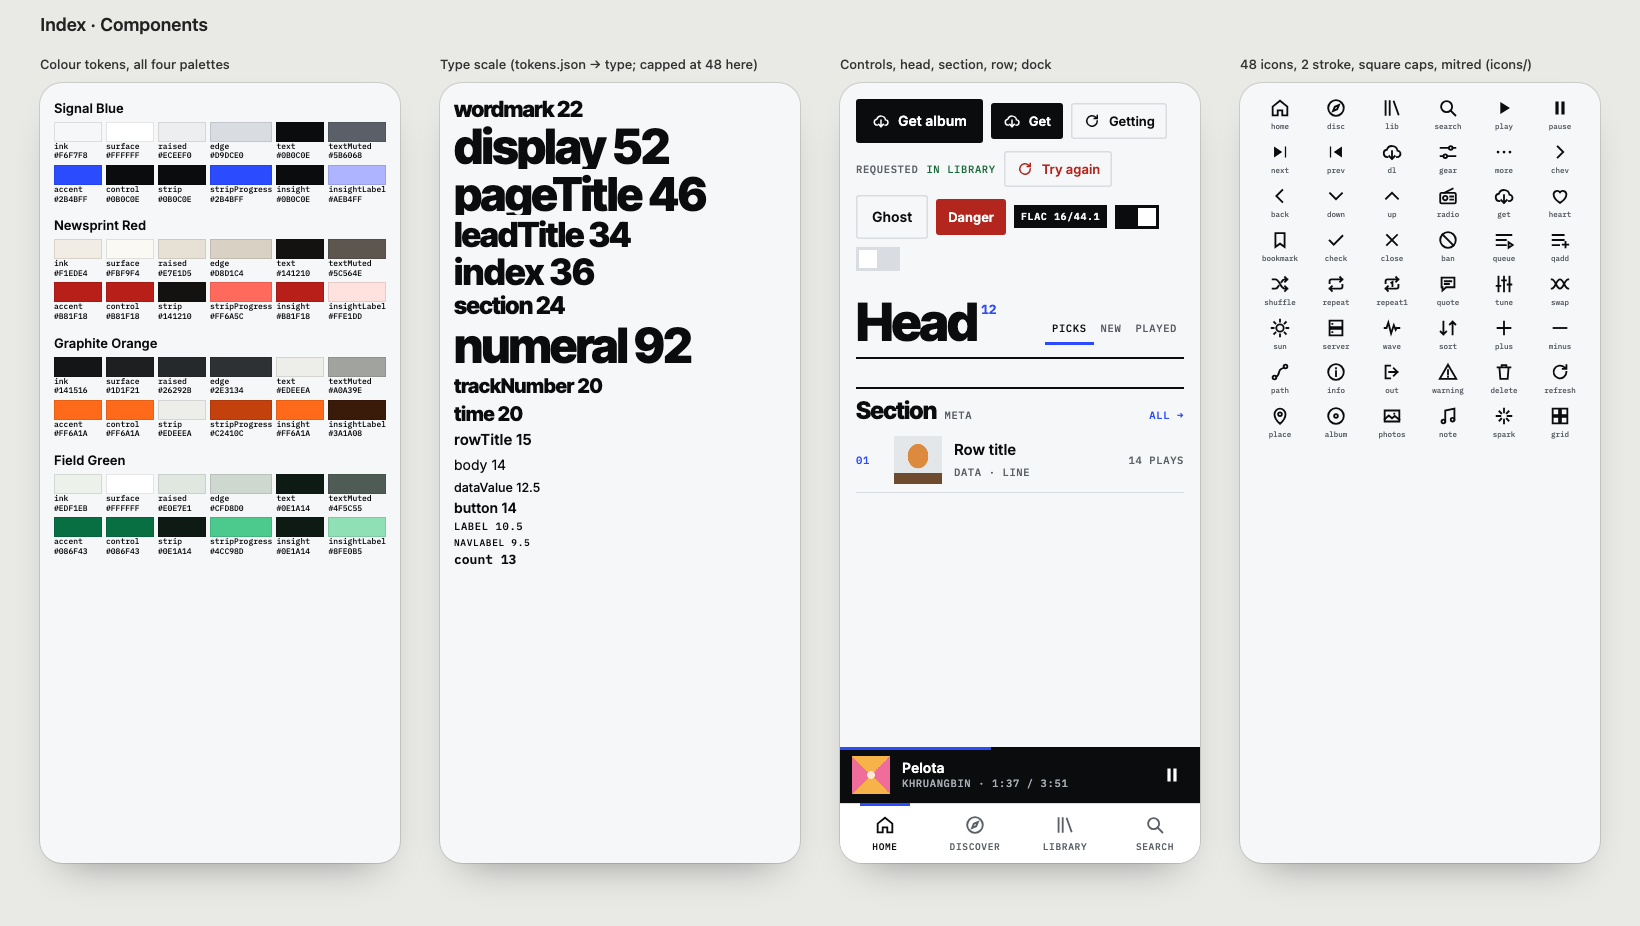 Index · Components
Colour tokens, all four palettes
Signal Blue
ink surface raised edge text textMuted
#F6F7F8 #FFFFFF #ECEEF0 #D9DCE0 #0B0C0E #5B6068
accent control strip stripProgress insight insightLabel
#2B4BFF #0B0C0E #0B0C0E #2B4BFF #0B0C0E #AEB4FF
Newsprint Red
ink surface raised edge text textMuted
#F1EDE4 #FBF9F4 #E7E1D5 #D8D1C4 #141210 #5C564E
accent control strip stripProgress insight insightLabel
#B81F18 #B81F18 #141210 #FF6A5C #B81F18 #FFE1DD
Graphite Orange
ink surface raised edge text textMuted
#141516 #1D1F21 #26292B #2E3134 #EDEEEA #A0A39E
accent control strip stripProgress insight insightLabel
#FF6A1A #FF6A1A #EDEEEA #C2410C #FF6A1A #3A1A08
Field Green
ink surface raised edge text textMuted
#EDF1EB #FFFFFF #E0E7E1 #CFD8D0 #0E1A14 #4F5C55
accent control strip stripProgress insight insightLabel
#086F43 #086F43 #0E1A14 #4CC98D #0E1A14 #8FE0B5
Type scale (tokens.json → type; capped at 48 here)
wordmark 22
display 52
pageTitle 46
leadTitle 34
index 36
section 24
numeral 92
trackNumber 20
time 20
rowTitle 15
body 14
dataValue 12.5
button 14
LABEL 10.5
NAVLABEL 9.5
count 13
Controls, head, section, row; dock
Get album Get Getting
REQUESTED IN LIBRARY Try again
Ghost Danger FLAC 16/44.1
Head 12 PICKS NEW PLAYED
Section META ALL →
01 Row title 14 PLAYS
DATA · LINE
Pelota
KHRUANGBIN · 1:37 / 3:51
HOME DISCOVER LIBRARY SEARCH
48 icons, 2 stroke, square caps, mitred (icons/)
home disc lib search play pause
next prev dl gear more chev
back down up radio get heart
bookmark check close ban queue qadd
shuffle repeat repeat1 quote tune swap
sun server wave sort plus minus
path info out warning delete refresh
place album photos note spark grid